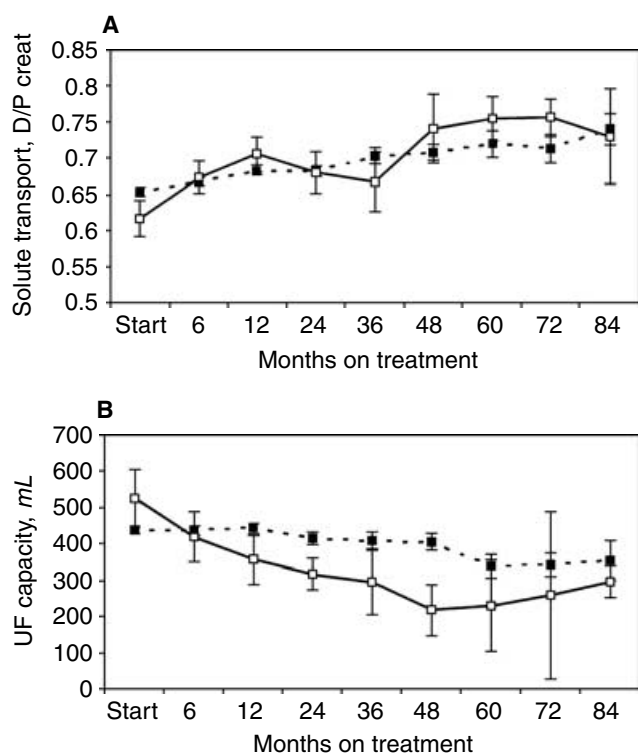 A
Solute transport, D/P creat
0.85
0.8
0.75
0.7
0.65
0.6
0.55
0.5
Start 6 12 24 36 48 60 72 84
Months on treatment
B
UF capacity, mL
700
600
500
400
300
200
100
0
Start 6 12 24 36 48 60 72 84
Months on treatment